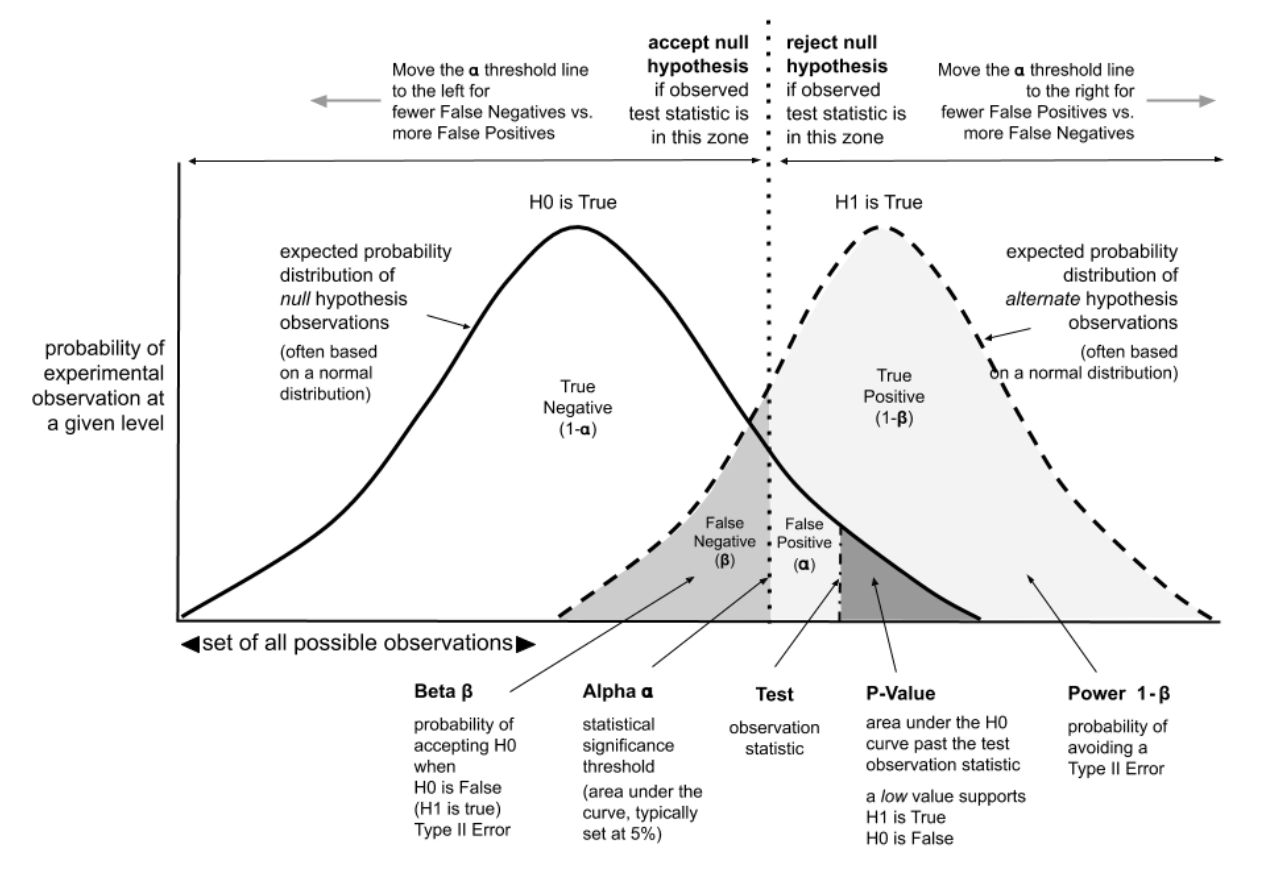 Move the α threshold line
to the left for
fewer False Negatives vs.
more False Positives
accept null
hypothesis
if observed
test statistic is
in this zone
reject null
hypothesis
if observed
test statistic is
in this zone
Move the α threshold line
to the right for
fewer False Positives vs.
more False Negatives
H0 is True
H1 is True
expected probability
distribution of
null hypothesis
observations
(often based
on a normal
distribution)
expected probability
distribution of
alternate hypothesis
observations
(often based
on a normal distribution)
probability of
experimental
observation at
a given level
True
Negative
(1-α)
True
Positive
(1-β)
False
Negative
(β)
False
Positive
(α)
◀set of all possible observations▶
Beta β
probability of
accepting H0
when
H0 is False
(H1 is true)
Type II Error
Alpha α
statistical
significance
threshold
(area under the
curve, typically
set at 5%)
Test
observation
statistic
P-Value
area under the H0
curve past the test
observation statistic
a low value supports
H1 is True
H0 is False
Power 1-β
probability of
avoiding a
Type II Error